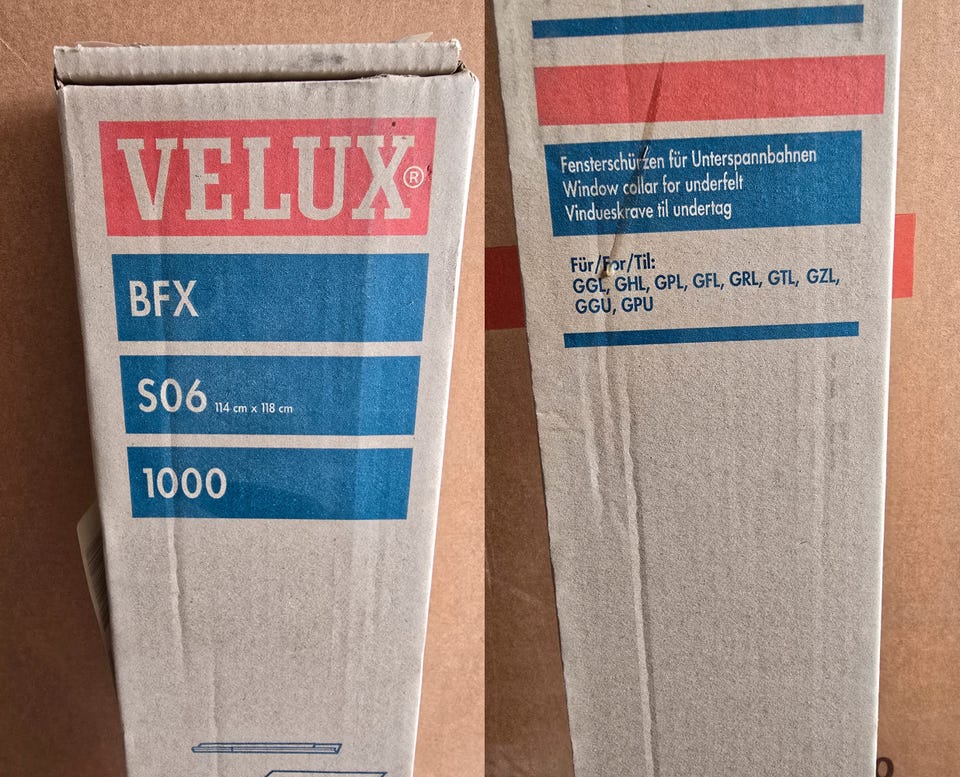 VELUX®
BFX
S06 114 cm x 118 cm
1000
Fensterschürzen für Unterspannbahnen
Window collar for underfelt
Vindueskrave til undertag
Für/For/Til:
GGL, GHL, GPL, GFL, GRL, GTL, GZL,
GGU, GPU